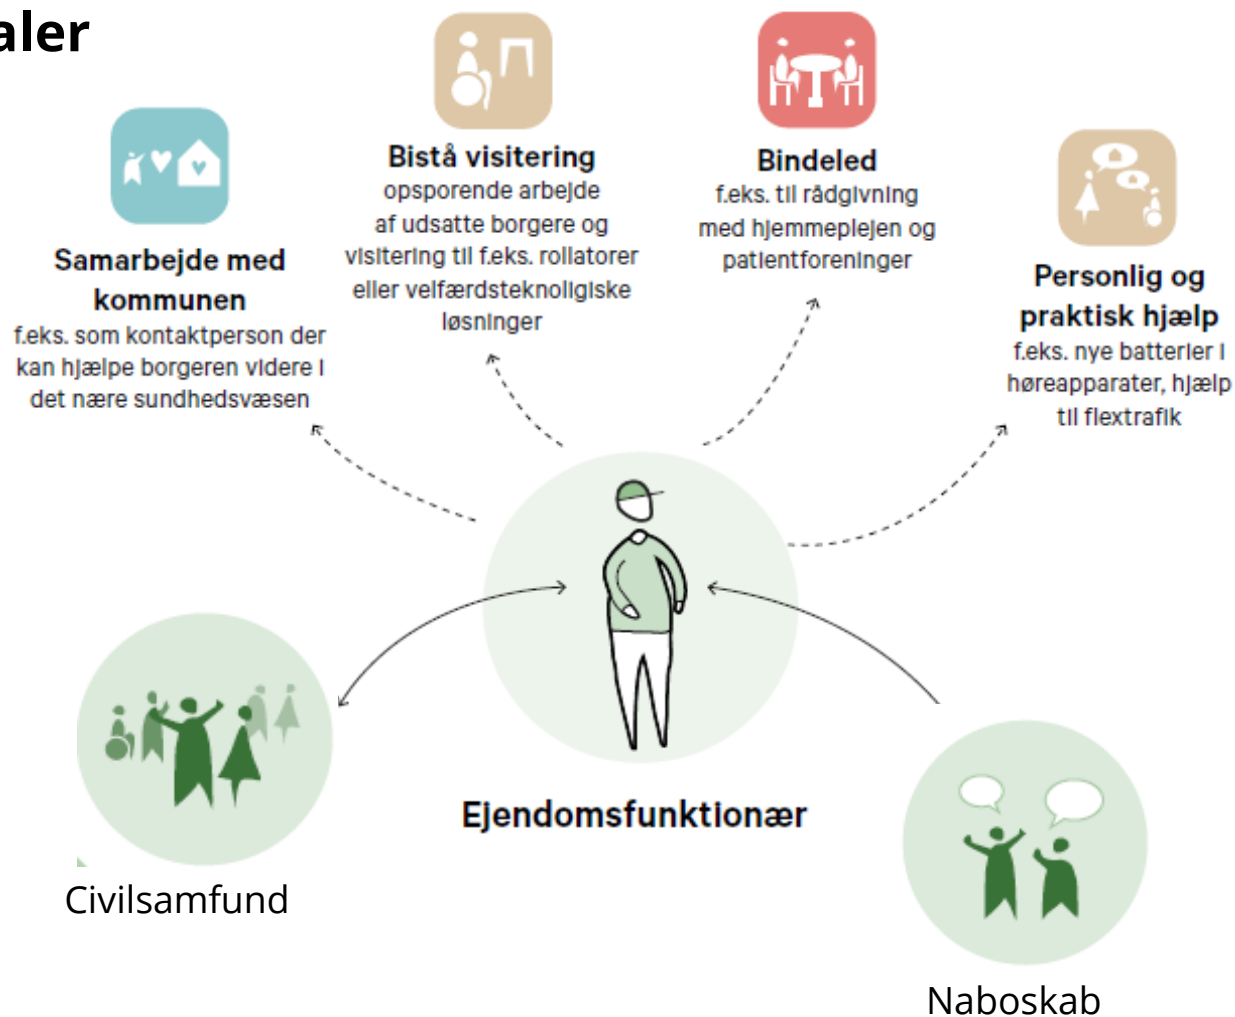 aler
Samarbejde med
kommunen
f.eks. som kontaktperson der
kan hjælpe borgeren videre i
det nære sundhedsvæsen
Bistå visitering
opsporende arbejde
af udsatte borgere og
visitering til f.eks. rollatorer
eller velfærdsteknoligiske
løsninger
Bindeled
f.eks. til rådgivning
med hjemmeplejen og
patientforeninger
Personlig og
praktisk hjælp
f.eks. nye batterier i
høreapparater, hjælp
til flextrafik
Ejendomsfunktionær
Civilsamfund
Naboskab